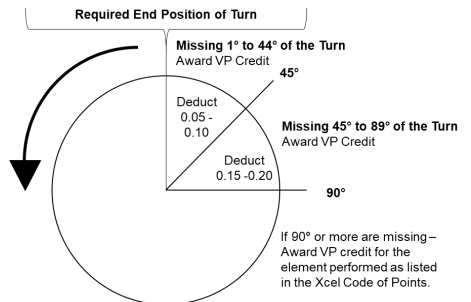 Required End Position of Turn
Missing 1° to 44° of the Turn
Award VP Credit
45°
Deduct
0.05 -
0.10
Missing 45° to 89° of the Turn
Award VP Credit
Deduct
0.15 -0.20
90°
If 90° or more are missing –
Award VP credit for the
element performed as listed
in the Xcel Code of Points.